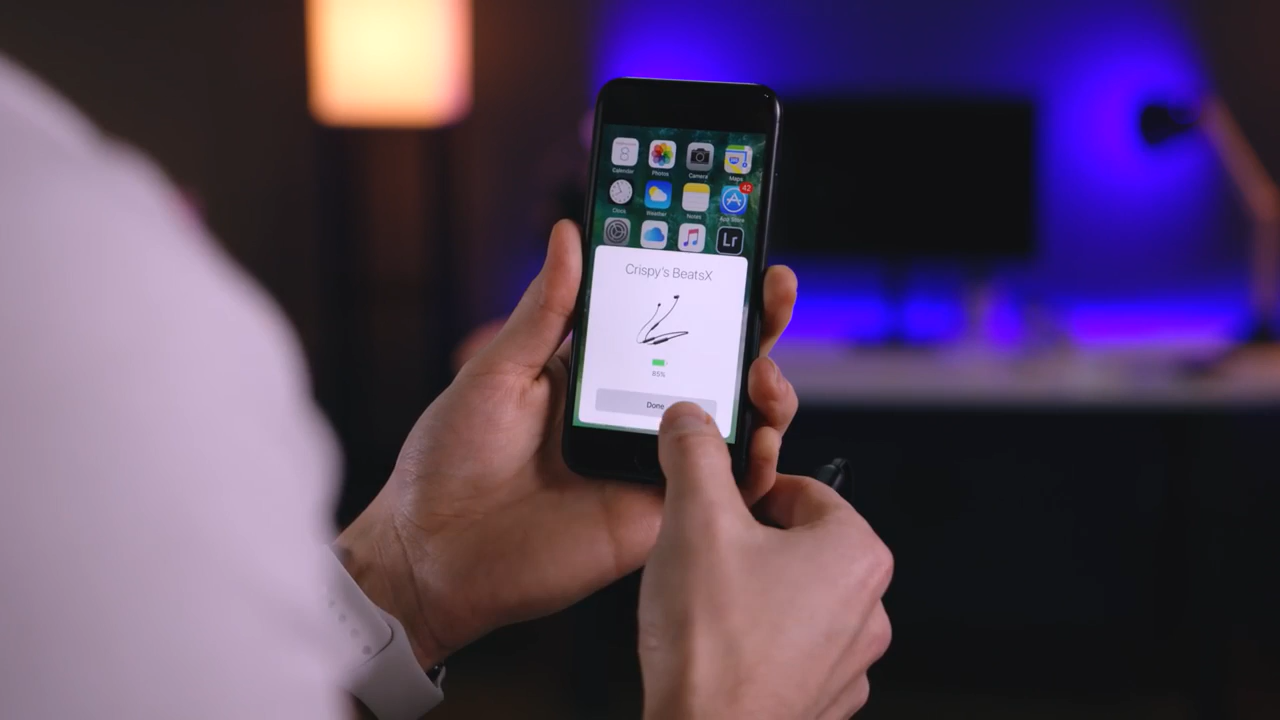 8
Calendar
Photos
Camera
Maps
42
Clock
Weather
Notes
App Store
Lr
Crispy's BeatsX
85%
Done